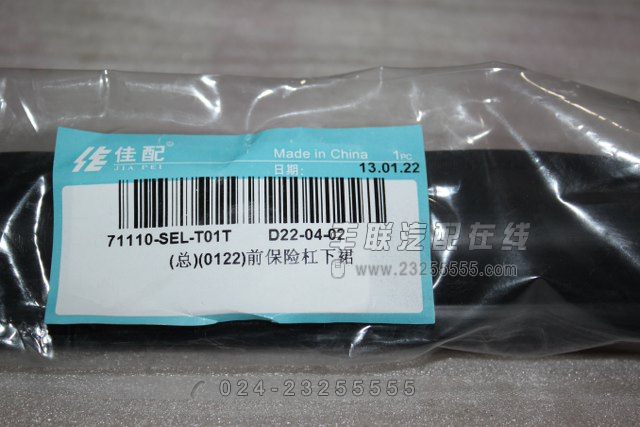 佳配®
JIA PEI
Made in China 1PC
日期: 13.01.22
71110-SEL-T01T D22-04-02
(总)(0122)前保险杠下裙
车联汽配在线
www.23255555.com
024-23255555